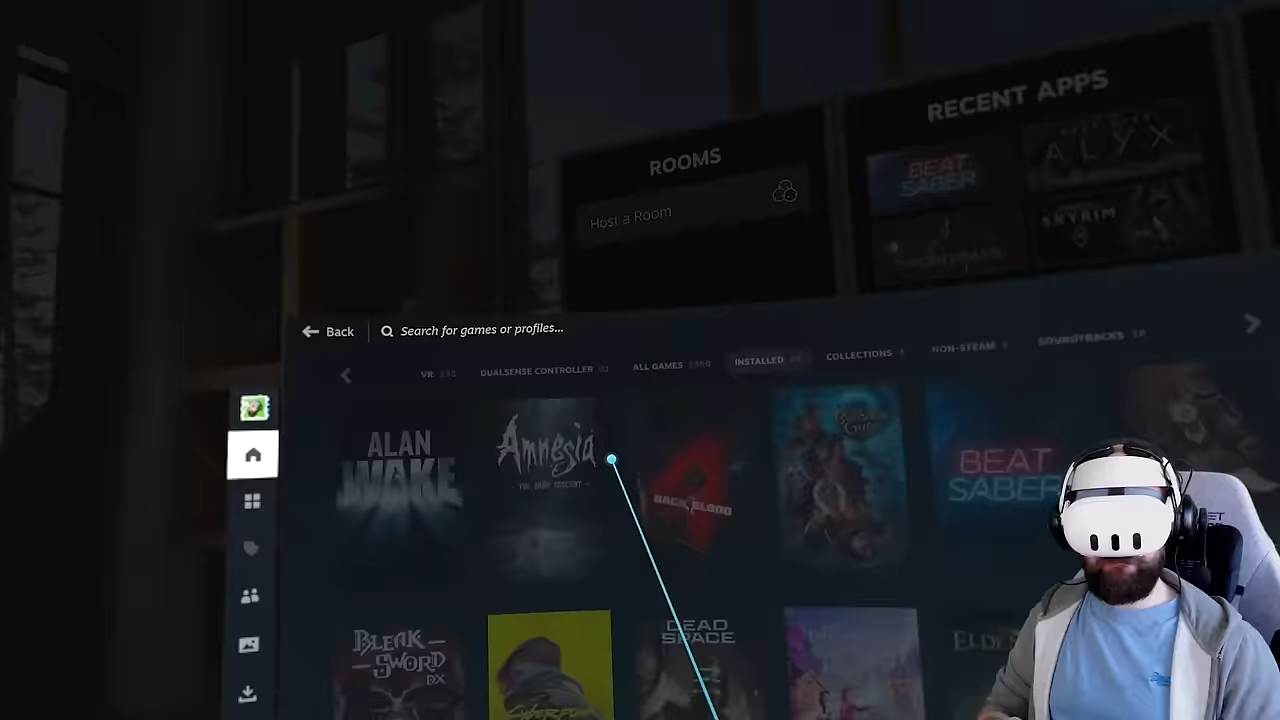 RECENT APPS
ROOMS
Host a Room
BEAT
SABER
ALYX
SKYRIM
Back
Search for games or profiles...
VR
DUALSENSE CONTROLLER
ALL GAMES
INSTALLED
COLLECTIONS
NON-STEAM
SOUNDTRACKS
ALAN
WAKE
Amnesia
THE DARK DESCENT
4
BACK BLOOD
BEAT
SABER
BLEAK
SWORD
DX
DEAD
SPACE